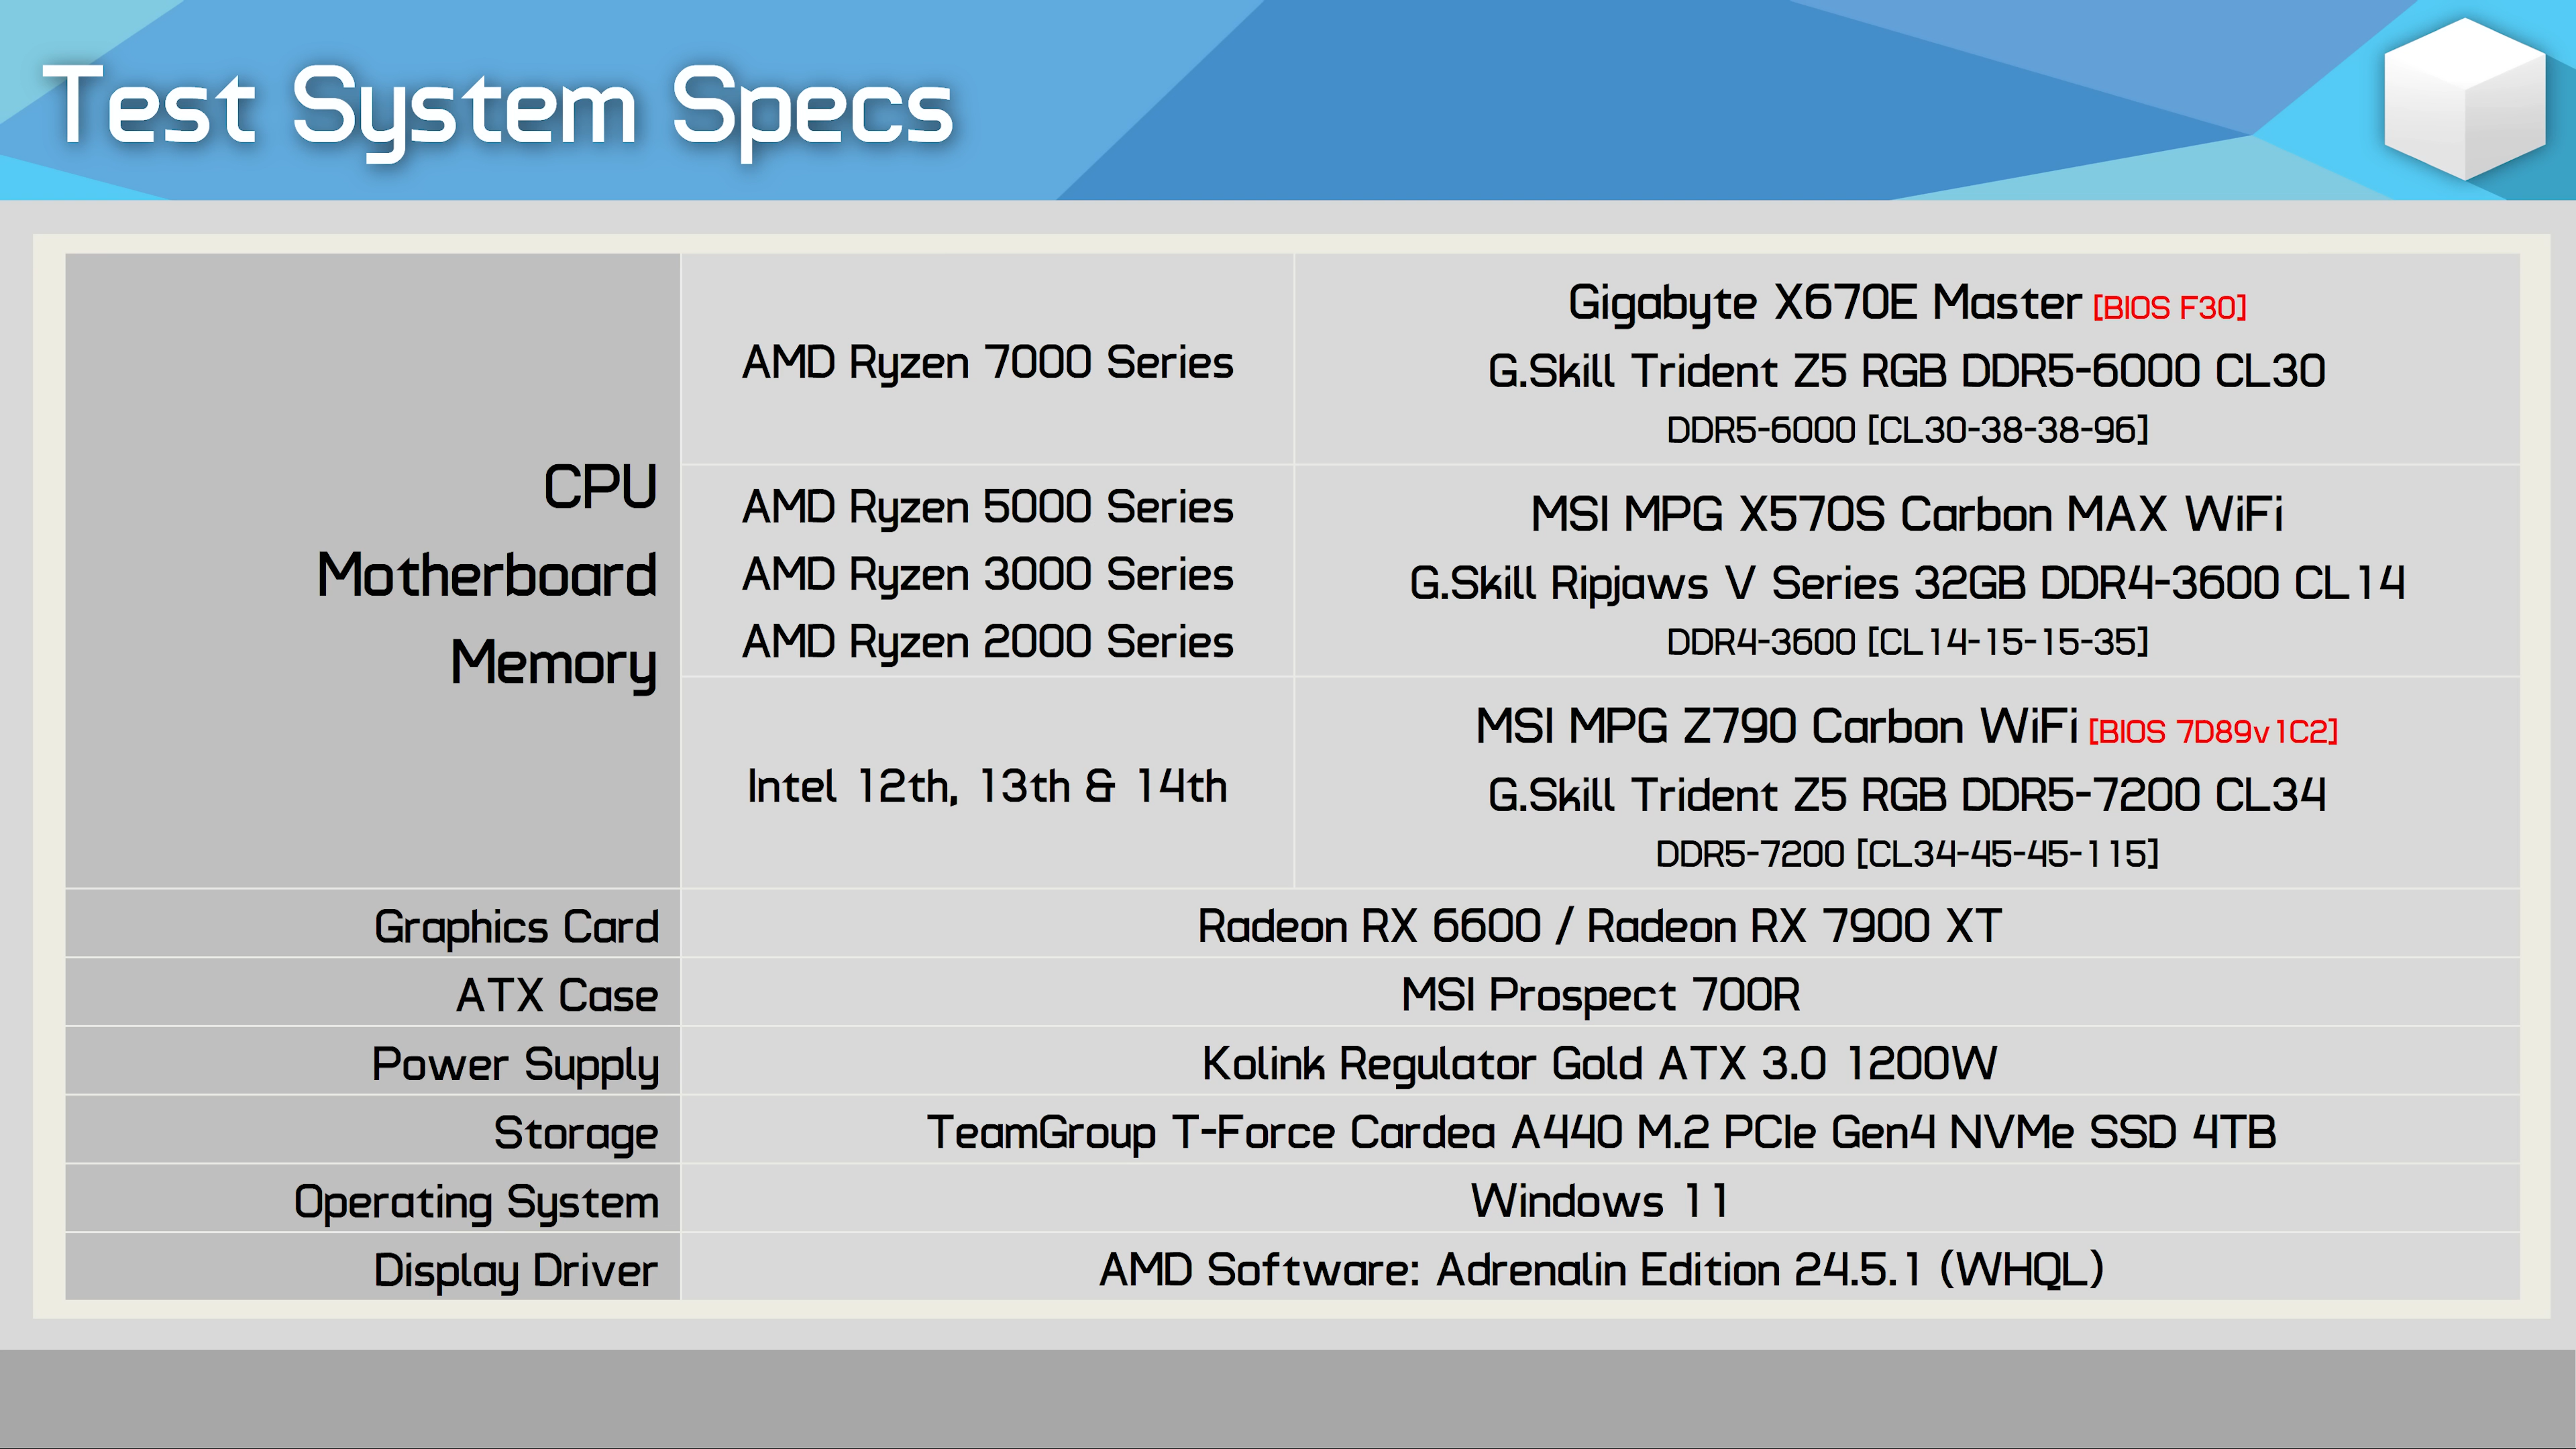 Test System Specs
CPU
Motherboard
Memory
AMD Ryzen 7000 Series
Gigabyte X670E Master [BIOS F30]
G.Skill Trident Z5 RGB DDR5-6000 CL30
DDR5-6000 [CL30-38-38-96]
AMD Ryzen 5000 Series
AMD Ryzen 3000 Series
AMD Ryzen 2000 Series
MSI MPG X570S Carbon MAX WiFi
G.Skill Ripjaws V Series 32GB DDR4-3600 CL14
DDR4-3600 [CL14-15-15-35]
Intel 12th, 13th & 14th
MSI MPG Z790 Carbon WiFi [BIOS 7D89v1C2]
G.Skill Trident Z5 RGB DDR5-7200 CL34
DDR5-7200 [CL34-45-45-115]
Graphics Card
Radeon RX 6600 / Radeon RX 7900 XT
ATX Case
MSI Prospect 700R
Power Supply
Kolink Regulator Gold ATX 3.0 1200W
Storage
TeamGroup T-Force Cardea A440 M.2 PCIe Gen4 NVMe SSD 4TB
Operating System
Windows 11
Display Driver
AMD Software: Adrenalin Edition 24.5.1 (WHQL)